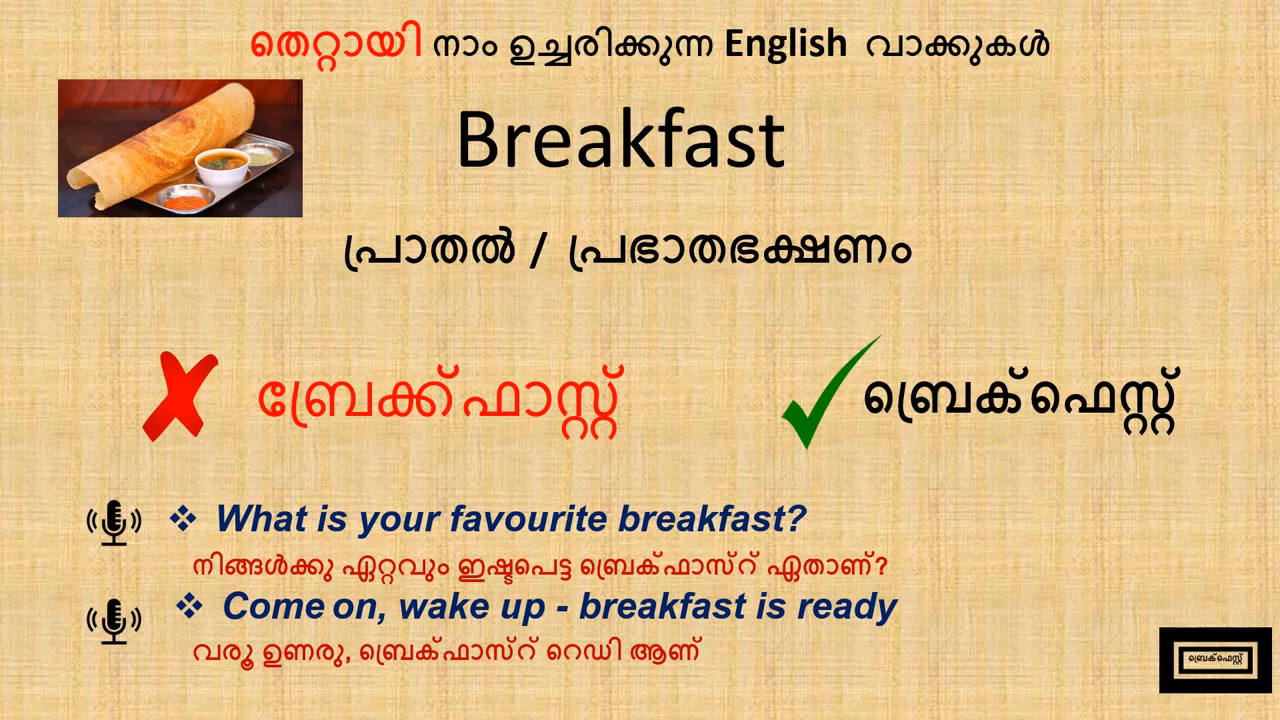 തെറ്റായി നാം ഉച്ചരിക്കുന്ന English വാക്കുകൾ
Breakfast
പ്രാതൽ / പ്രഭാതഭക്ഷണം
ബ്രേക്ക്ഫാസ്റ്റ് ബ്രെക്ഫെസ്റ്റ്
❖ What is your favourite breakfast?
നിങ്ങൾക്കു ഏറ്റവും ഇഷ്ടപെട്ട ബ്രെക്ഫാസ്റ് ഏതാണ്?
❖ Come on, wake up - breakfast is ready
വരൂ ഉണരു, ബ്രെക്ഫാസ്റ് റെഡി ആണ്
ബ്രെക്ഫെസ്റ്റ്